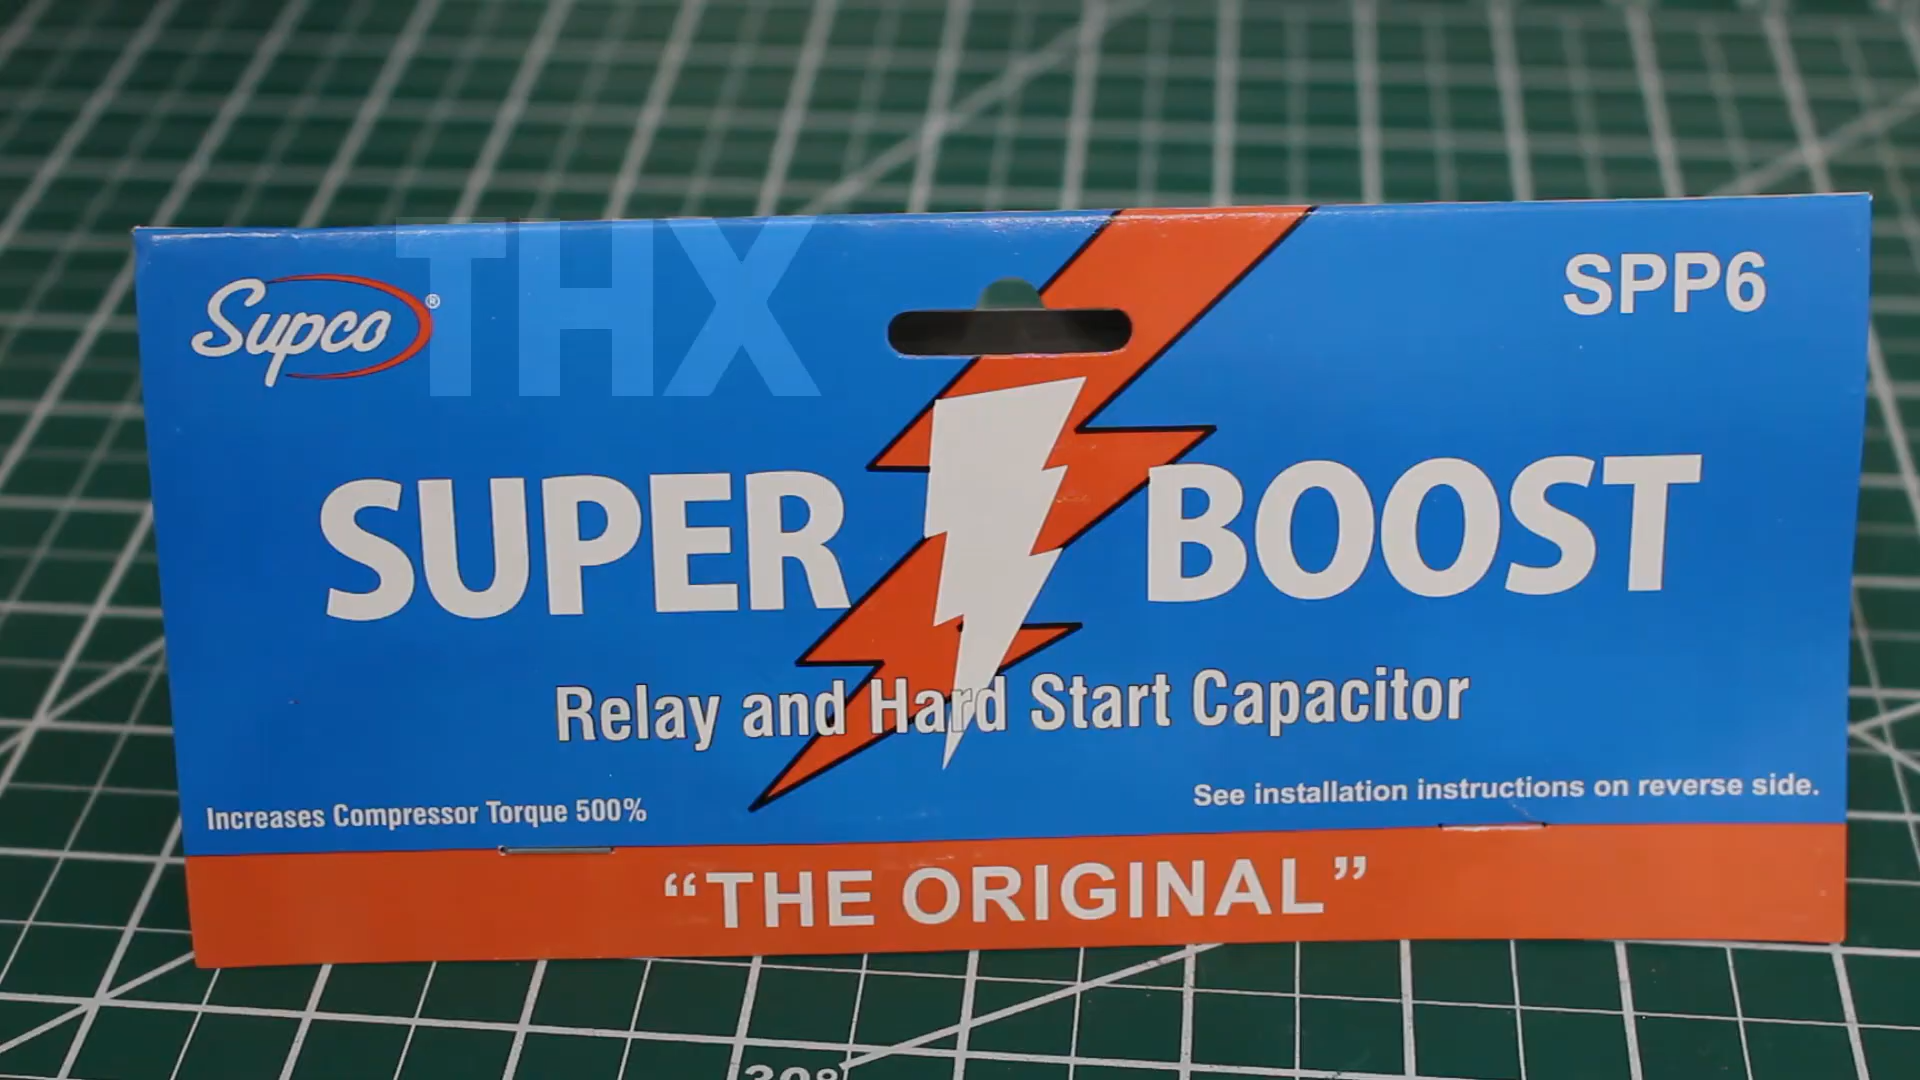 Supco®
THX
SPP6
SUPER BOOST
Relay and Hard Start Capacitor
Increases Compressor Torque 500%
See installation instructions on reverse side.
“THE ORIGINAL”